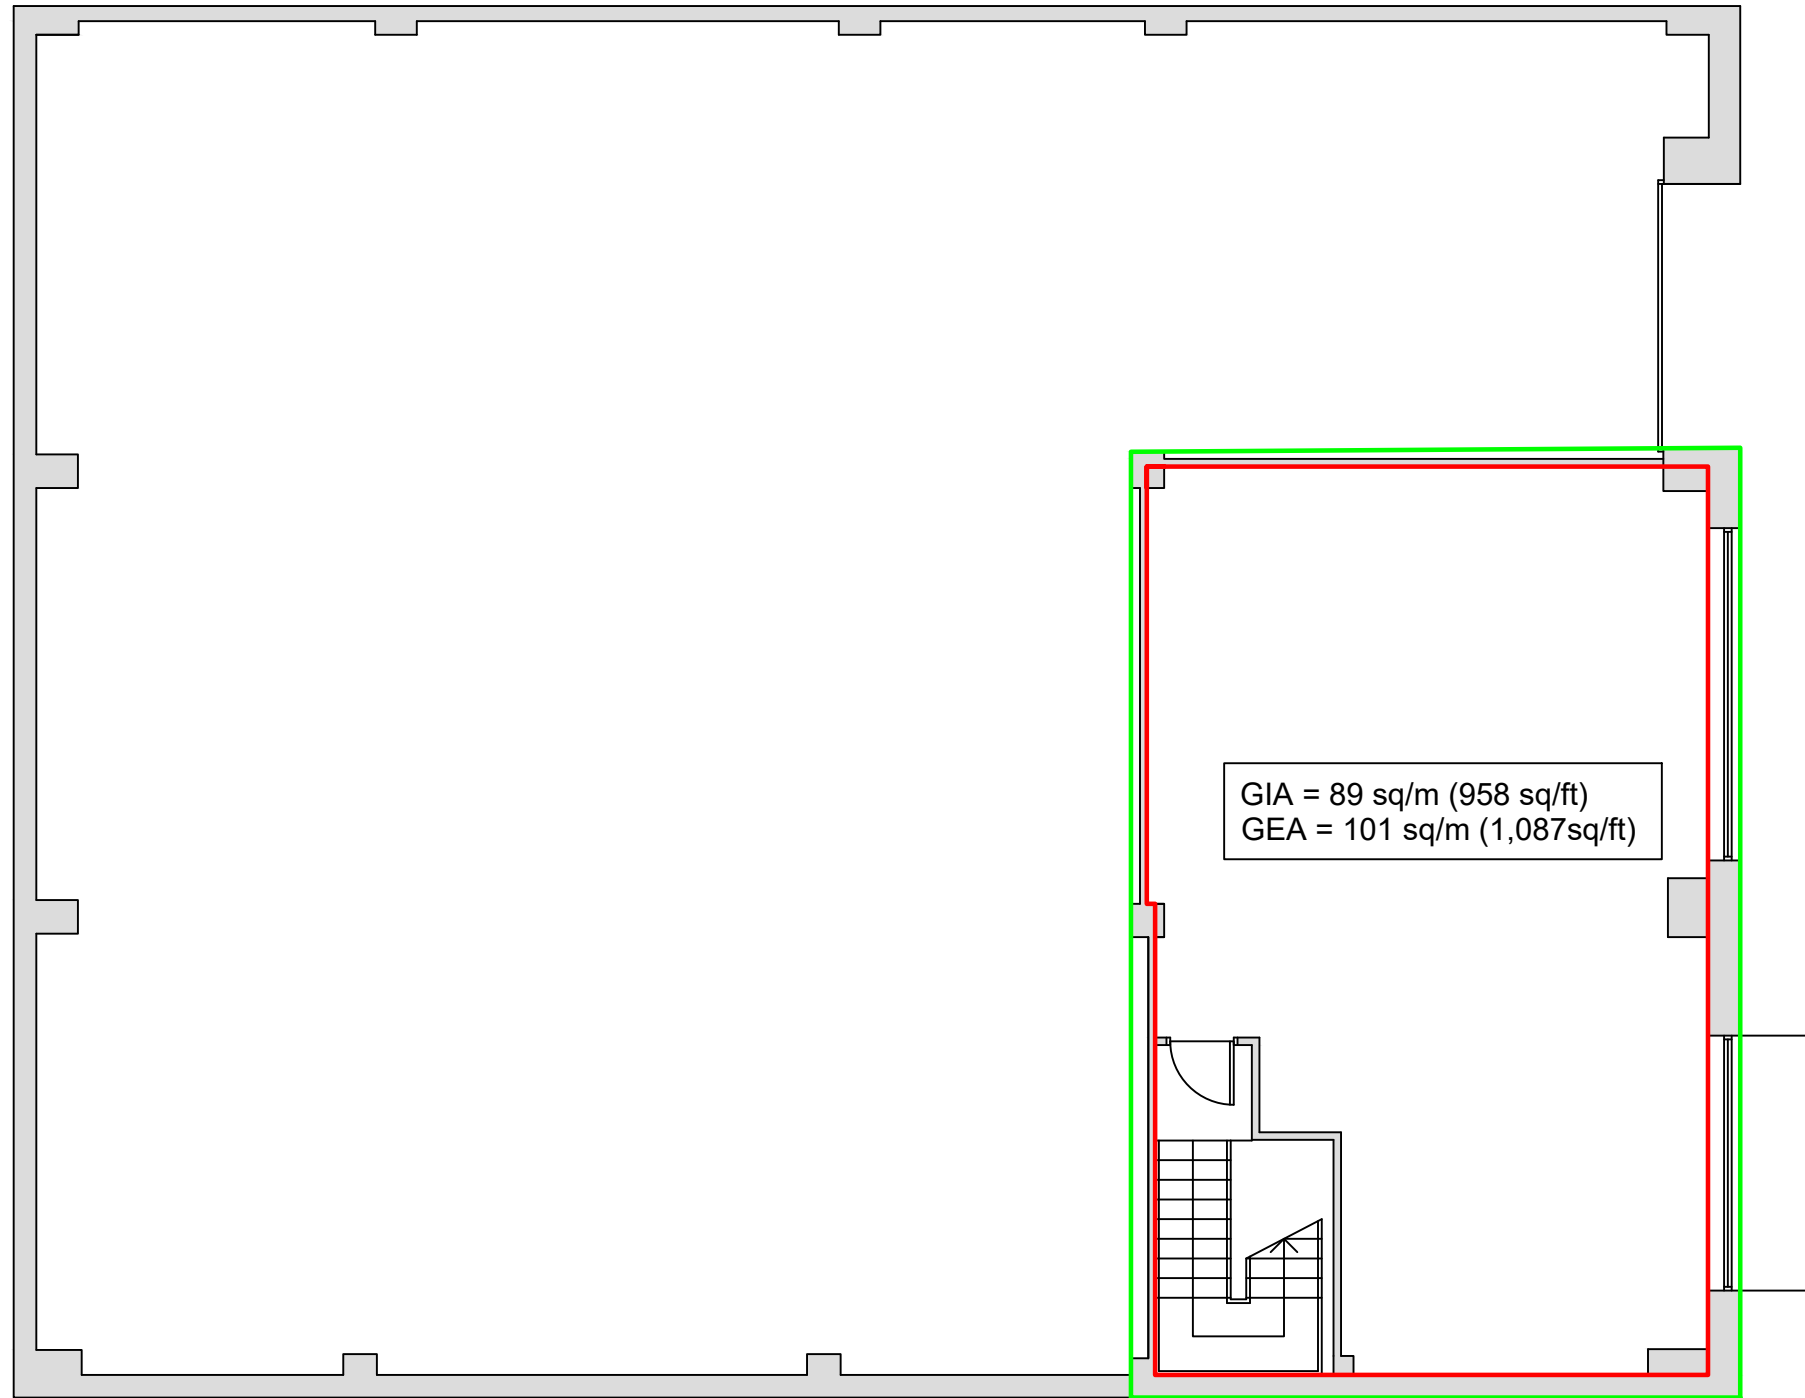 GIA = 89 sq/m (958 sq/ft)
GEA = 101 sq/m (1,087sq/ft)